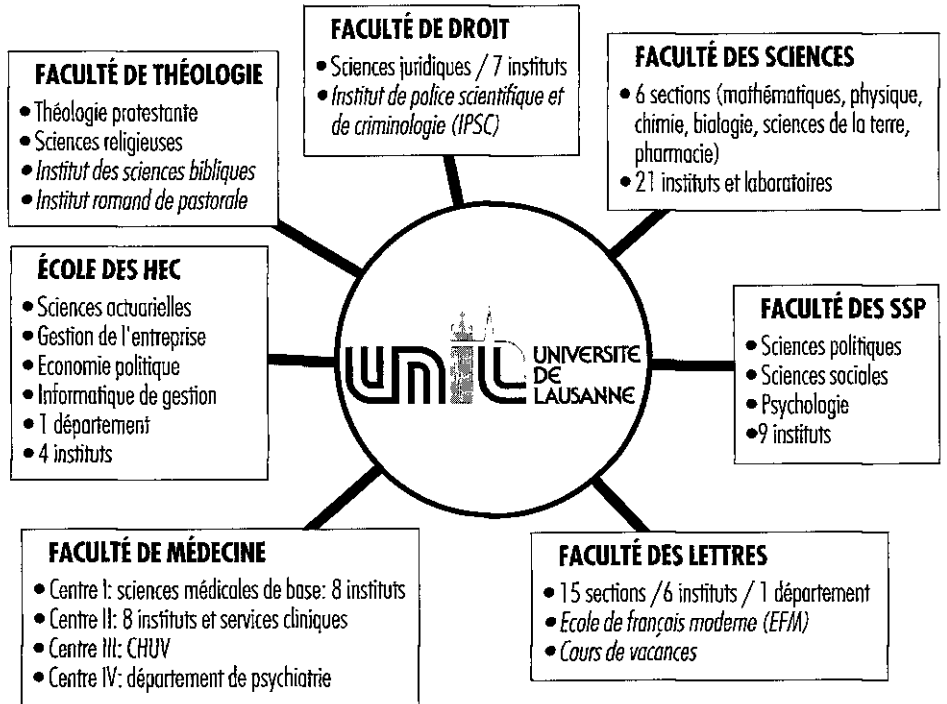 FACULTÉ DE THÉOLOGIE
• Théologie protestante
• Sciences religieuses
• Institut des sciences bibliques
• Institut romand de pastorale
FACULTÉ DE DROIT
• Sciences juridiques / 7 instituts
• Institut de police scientifique et
de criminologie (IPSC)
FACULTÉ DES SCIENCES
• 6 sections (mathématiques, physique,
chimie, biologie, sciences de la terre,
pharmacie)
• 21 instituts et laboratoires
ÉCOLE DES HEC
• Sciences actuarielles
• Gestion de l'entreprise
• Economie politique
• Informatique de gestion
• 1 département
• 4 instituts
unil
UNIVERSITE
DE
LAUSANNE
FACULTÉ DES SSP
• Sciences politiques
• Sciences sociales
• Psychologie
• 9 instituts
FACULTÉ DE MÉDECINE
• Centre I: sciences médicales de base: 8 instituts
• Centre II: 8 instituts et services cliniques
• Centre III: CHUV
• Centre IV: département de psychiatrie
FACULTÉ DES LETTRES
• 15 sections /6 instituts / 1 département
• Ecole de français moderne (EFM)
• Cours de vacances